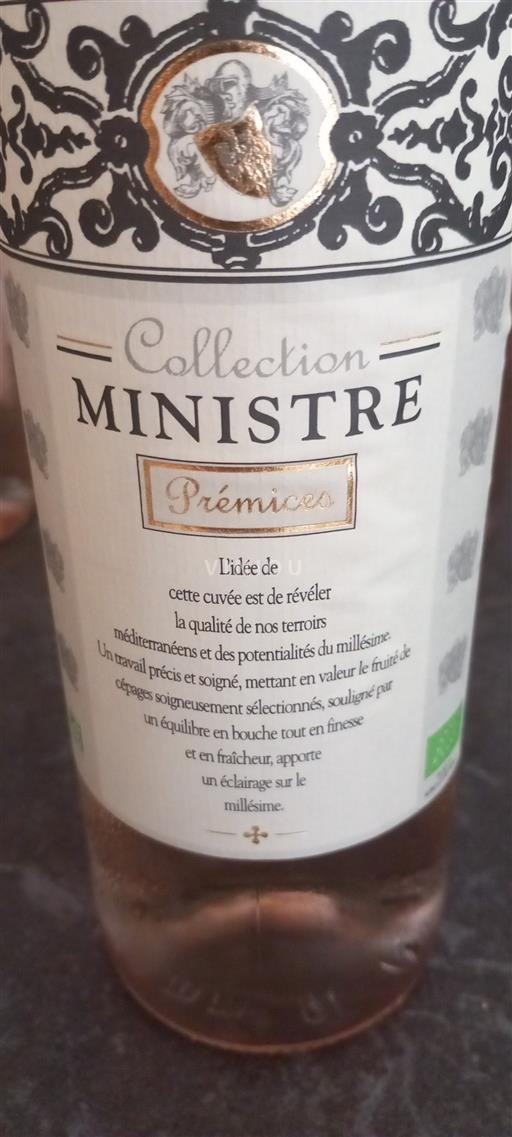 Collection
MINISTRE
Prémices
L'idée de
cette cuvée est de révéler
la qualité de nos terroirs
méditerranéens et des potentialités du millésime.
Un travail précis et soigné, mettant en valeur le fruité de
cépages soigneusement sélectionnés, souligné par
un équilibre en bouche tout en finesse
et en fraîcheur, apporte
un éclairage sur le
millésime.